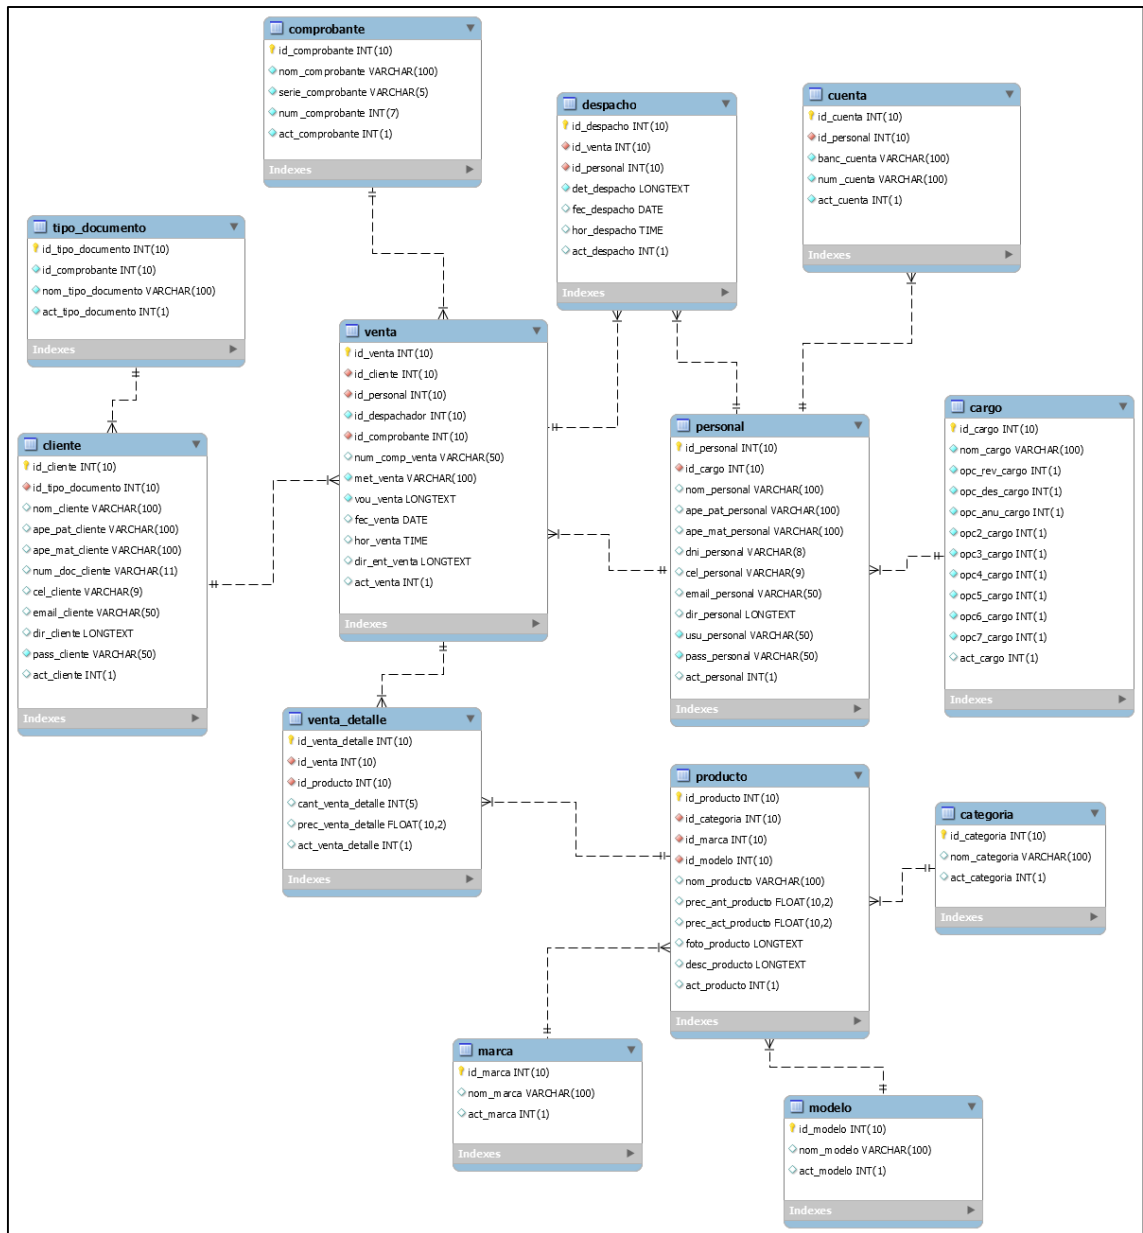 comprobante
id_comprobante INT(10)
nom_comprobante VARCHAR(100)
serie_comprobante VARCHAR(5)
num_comprobante INT(7)
act_comprobante INT(1)
Indexes
despacho
id_despacho INT(10)
id_venta INT(10)
id_personal INT(10)
det_despacho LONGTEXT
fec_despacho DATE
hor_despacho TIME
act_despacho INT(1)
Indexes
cuenta
id_cuenta INT(10)
id_personal INT(10)
banc_cuenta VARCHAR(100)
num_cuenta VARCHAR(100)
act_cuenta INT(1)
Indexes
tipo_documento
id_tipo_documento INT(10)
id_comprobante INT(10)
nom_tipo_documento VARCHAR(100)
act_tipo_documento INT(1)
Indexes
venta
id_venta INT(10)
id_cliente INT(10)
id_personal INT(10)
id_despachador INT(10)
id_comprobante INT(10)
num_comp_venta VARCHAR(50)
met_venta VARCHAR(100)
vou_venta LONGTEXT
fec_venta DATE
hor_venta TIME
dir_ent_venta LONGTEXT
act_venta INT(1)
Indexes
cliente
id_cliente INT(10)
id_tipo_documento INT(10)
nom_cliente VARCHAR(100)
ape_pat_cliente VARCHAR(100)
ape_mat_cliente VARCHAR(100)
num_doc_cliente VARCHAR(11)
cel_cliente VARCHAR(9)
email_cliente VARCHAR(50)
dir_cliente LONGTEXT
pass_cliente VARCHAR(50)
act_cliente INT(1)
Indexes
personal
id_personal INT(10)
id_cargo INT(10)
nom_personal VARCHAR(100)
ape_pat_personal VARCHAR(100)
ape_mat_personal VARCHAR(100)
dni_personal VARCHAR(8)
cel_personal VARCHAR(9)
email_personal VARCHAR(50)
dir_personal LONGTEXT
usu_personal VARCHAR(50)
pass_personal VARCHAR(50)
act_personal INT(1)
Indexes
cargo
id_cargo INT(10)
nom_cargo VARCHAR(100)
opc_rev_cargo INT(1)
opc_des_cargo INT(1)
opc_anu_cargo INT(1)
opc2_cargo INT(1)
opc3_cargo INT(1)
opc4_cargo INT(1)
opc5_cargo INT(1)
opc6_cargo INT(1)
opc7_cargo INT(1)
act_cargo INT(1)
Indexes
venta_detalle
id_venta_detalle INT(10)
id_venta INT(10)
id_producto INT(10)
cant_venta_detalle INT(5)
prec_venta_detalle FLOAT(10,2)
act_venta_detalle INT(1)
Indexes
producto
id_producto INT(10)
id_categoria INT(10)
id_marca INT(10)
id_modelo INT(10)
nom_producto VARCHAR(100)
prec_ant_producto FLOAT(10,2)
prec_act_producto FLOAT(10,2)
foto_producto LONGTEXT
desc_producto LONGTEXT
act_producto INT(1)
Indexes
categoria
id_categoria INT(10)
nom_categoria VARCHAR(100)
act_categoria INT(1)
Indexes
marca
id_marca INT(10)
nom_marca VARCHAR(100)
act_marca INT(1)
Indexes
modelo
id_modelo INT(10)
nom_modelo VARCHAR(100)
act_modelo INT(1)
Indexes